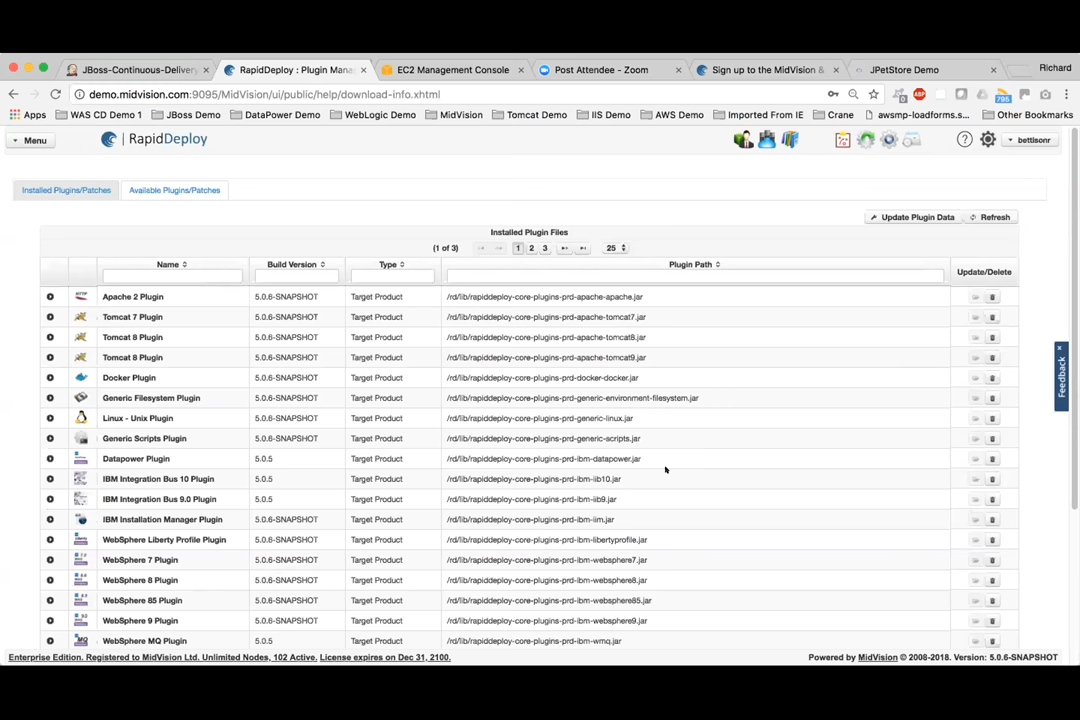 JBoss-Continuous-Delivery
RapidDeploy : Plugin Mana
EC2 Management Console
Post Attendee - Zoom
Sign up to the MidVision &
JPetStore Demo
Richard
demo.midvision.com:9095/MidVision/ui/public/help/download-info.xhtml
ABP
795
Apps WAS CD Demo 1 JBoss Demo DataPower Demo WebLogic Demo MidVision Tomcat Demo IIS Demo AWS Demo Imported From IE Crane awsmp-loadforms.s... Other Bookmarks
Menu
| RapidDeploy
bettisonr
Installed Plugins/Patches Available Plugins/Patches
Update Plugin Data Refresh
Installed Plugin Files
(1 of 3) 1 2 3 25
Name Build Version Type Plugin Path Update/Delete
Apache 2 Plugin 5.0.6-SNAPSHOT Target Product /rd/lib/rapiddeploy-core-plugins-prd-apache-apache.jar
Tomcat 7 Plugin 5.0.6-SNAPSHOT Target Product /rd/lib/rapiddeploy-core-plugins-prd-apache-tomcat7.jar
Tomcat 8 Plugin 5.0.6-SNAPSHOT Target Product /rd/lib/rapiddeploy-core-plugins-prd-apache-tomcat8.jar
Tomcat 8 Plugin 5.0.6-SNAPSHOT Target Product /rd/lib/rapiddeploy-core-plugins-prd-apache-tomcat9.jar
Docker Plugin 5.0.6-SNAPSHOT Target Product /rd/lib/rapiddeploy-core-plugins-prd-docker-docker.jar
Generic Filesystem Plugin 5.0.6-SNAPSHOT Target Product /rd/lib/rapiddeploy-core-plugins-prd-generic-environment-filesystem.jar
Linux - Unix Plugin 5.0.6-SNAPSHOT Target Product /rd/lib/rapiddeploy-core-plugins-prd-generic-linux.jar
Generic Scripts Plugin 5.0.6-SNAPSHOT Target Product /rd/lib/rapiddeploy-core-plugins-prd-generic-scripts.jar
Datapower Plugin 5.0.5 Target Product /rd/lib/rapiddeploy-core-plugins-prd-ibm-datapower.jar
IBM Integration Bus 10 Plugin 5.0.5 Target Product /rd/lib/rapiddeploy-core-plugins-prd-ibm-iib10.jar
IBM Integration Bus 9.0 Plugin 5.0.5 Target Product /rd/lib/rapiddeploy-core-plugins-prd-ibm-iib9.jar
IBM Installation Manager Plugin 5.0.6-SNAPSHOT Target Product /rd/lib/rapiddeploy-core-plugins-prd-ibm-iim.jar
WebSphere Liberty Profile Plugin 5.0.6-SNAPSHOT Target Product /rd/lib/rapiddeploy-core-plugins-prd-ibm-libertyprofile.jar
WebSphere 7 Plugin 5.0.6-SNAPSHOT Target Product /rd/lib/rapiddeploy-core-plugins-prd-ibm-websphere7.jar
WebSphere 8 Plugin 5.0.6-SNAPSHOT Target Product /rd/lib/rapiddeploy-core-plugins-prd-ibm-websphere8.jar
WebSphere 85 Plugin 5.0.6-SNAPSHOT Target Product /rd/lib/rapiddeploy-core-plugins-prd-ibm-websphere85.jar
WebSphere 9 Plugin 5.0.6-SNAPSHOT Target Product /rd/lib/rapiddeploy-core-plugins-prd-ibm-websphere9.jar
WebSphere MQ Plugin 5.0.5 Target Product /rd/lib/rapiddeploy-core-plugins-prd-ibm-wmq.jar
Feedback
Enterprise Edition. Registered to MidVision Ltd. Unlimited Nodes, 102 Active. License expires on Dec 31, 2100.
Powered by MidVision © 2008-2018. Version: 5.0.6-SNAPSHOT